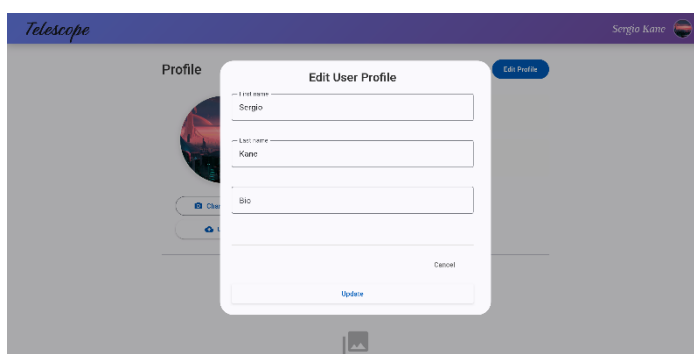 Telescope
Sergio Kane
Profile
Edit Profile
Edit User Profile
First name
Sergio
Last name
Kane
Bio
Cancel
Update